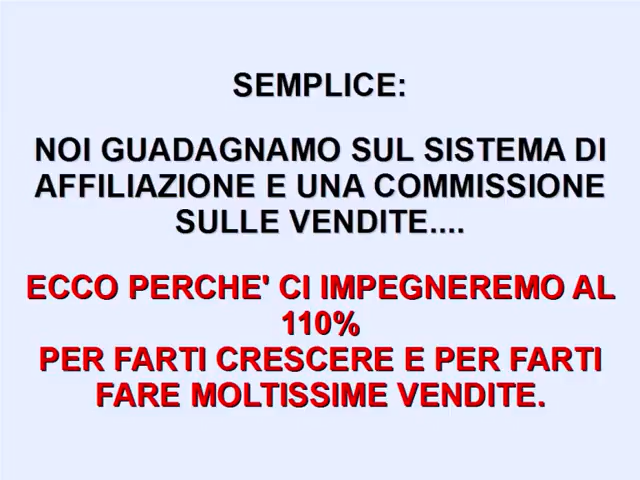 SEMPLICE:
NOI GUADAGNAMO SUL SISTEMA DI
AFFILIAZIONE E UNA COMMISSIONE
SULLE VENDITE....
ECCO PERCHE' CI IMPEGNEREMO AL
110%
PER FARTI CRESCERE E PER FARTI
FARE MOLTISSIME VENDITE.